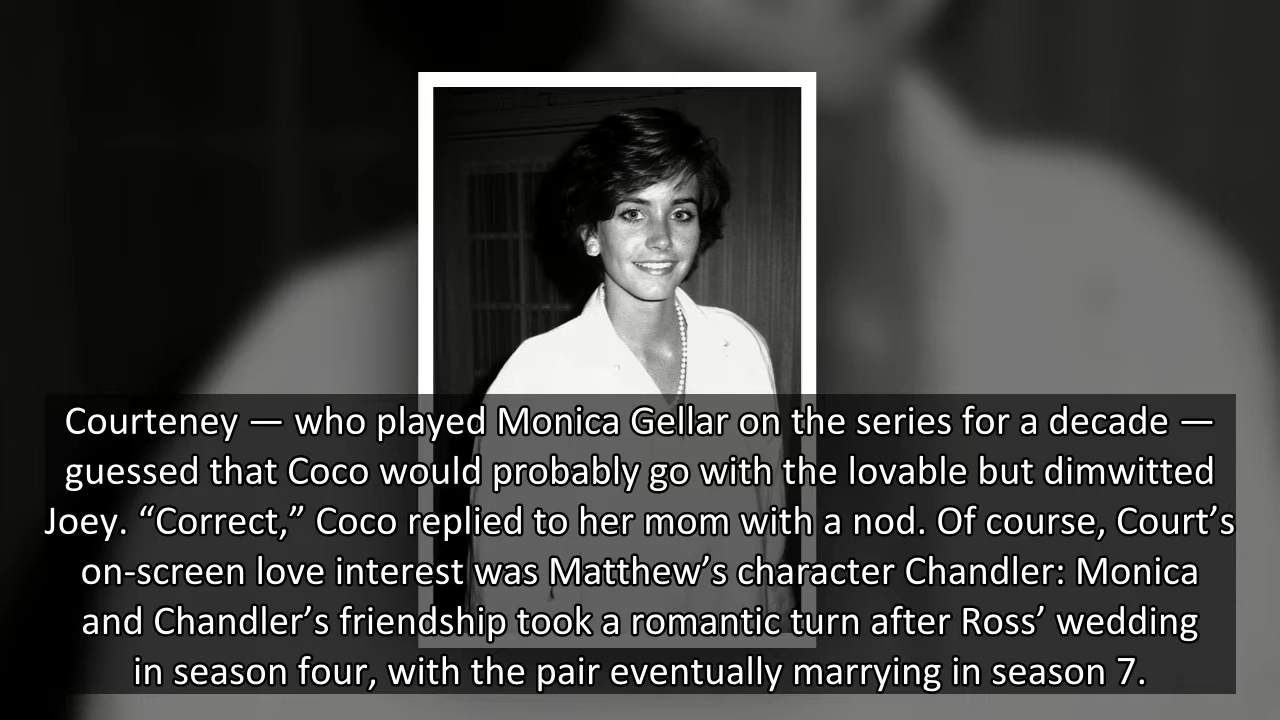 Courteney — who played Monica Gellar on the series for a decade —
guessed that Coco would probably go with the lovable but dimwitted
Joey. “Correct,” Coco replied to her mom with a nod. Of course, Court’s
on-screen love interest was Matthew’s character Chandler: Monica
and Chandler’s friendship took a romantic turn after Ross’ wedding
in season four, with the pair eventually marrying in season 7.